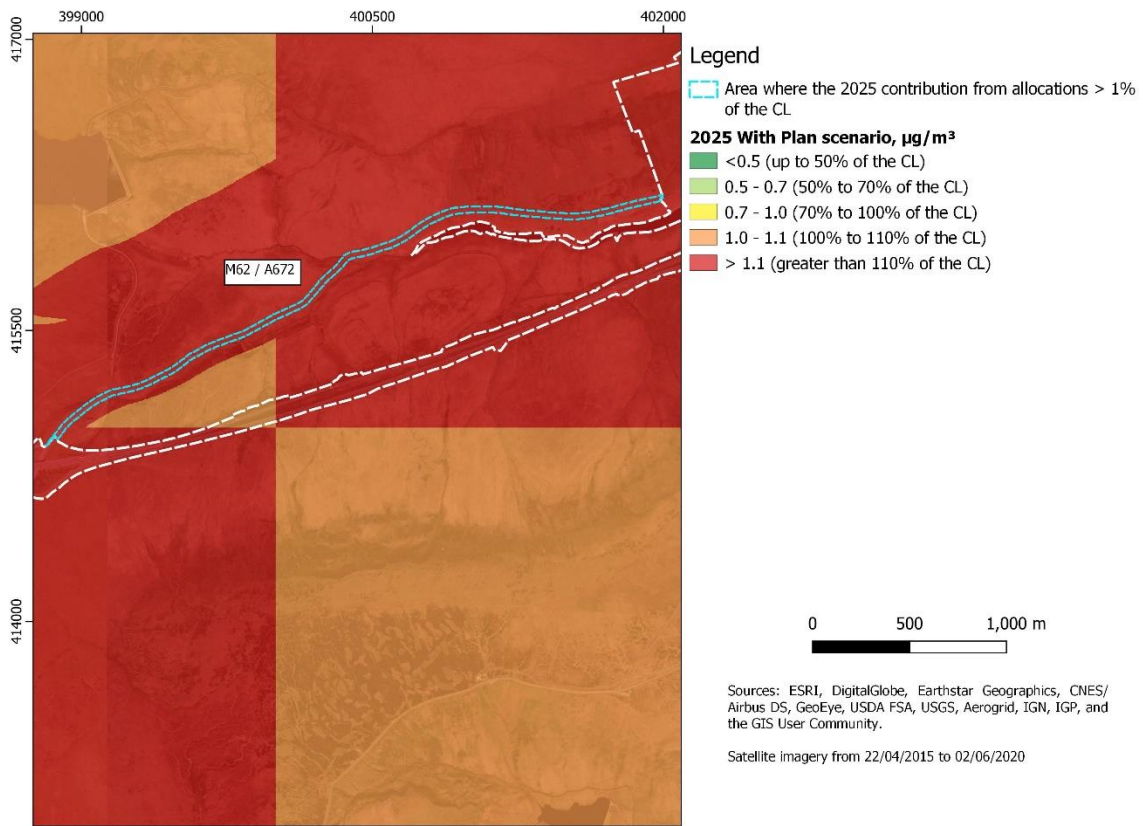 399000
400500
402000
417000
415500
414000
M62 / A672
Legend
Area where the 2025 contribution from allocations > 1%
of the CL
2025 With Plan scenario, µg/m³
<0.5 (up to 50% of the CL)
0.5 - 0.7 (50% to 70% of the CL)
0.7 - 1.0 (70% to 100% of the CL)
1.0 - 1.1 (100% to 110% of the CL)
> 1.1 (greater than 110% of the CL)
0 500 1,000 m
Sources: ESRI, DigitalGlobe, Earthstar Geographics, CNES/
Airbus DS, GeoEye, USDA FSA, USGS, Aerogrid, IGN, IGP, and
the GIS User Community.
Satellite imagery from 22/04/2015 to 02/06/2020